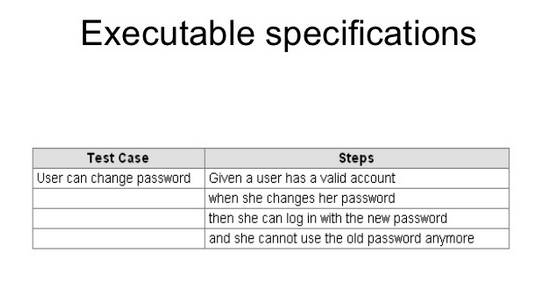 Executable specifications
Test Case Steps
User can change password Given a user has a valid account
when she changes her password
then she can log in with the new password
and she cannot use the old password anymore